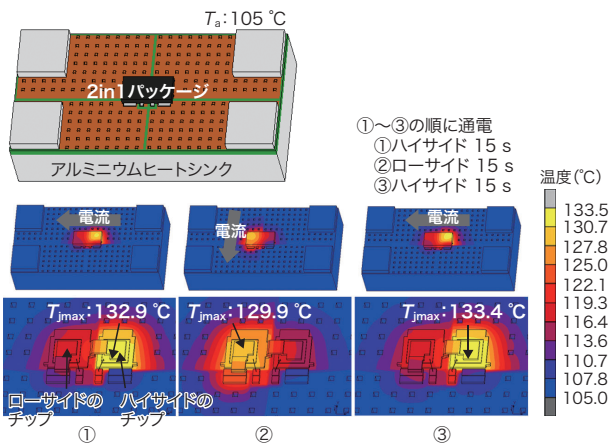 Ta：105 ℃
2in1パッケージ
アルミニウムヒートシンク
①～③の順に通電
①ハイサイド 15 s
②ローサイド 15 s
③ハイサイド 15 s
電流
電流
電流
温度(℃)
133.5
130.7
127.8
125.0
122.1
119.3
116.4
113.6
110.7
107.8
105.0
Tjmax：132.9 ℃
Tjmax：129.9 ℃
Tjmax：133.4 ℃
ローサイドの
チップ
ハイサイドの
チップ
①
②
③